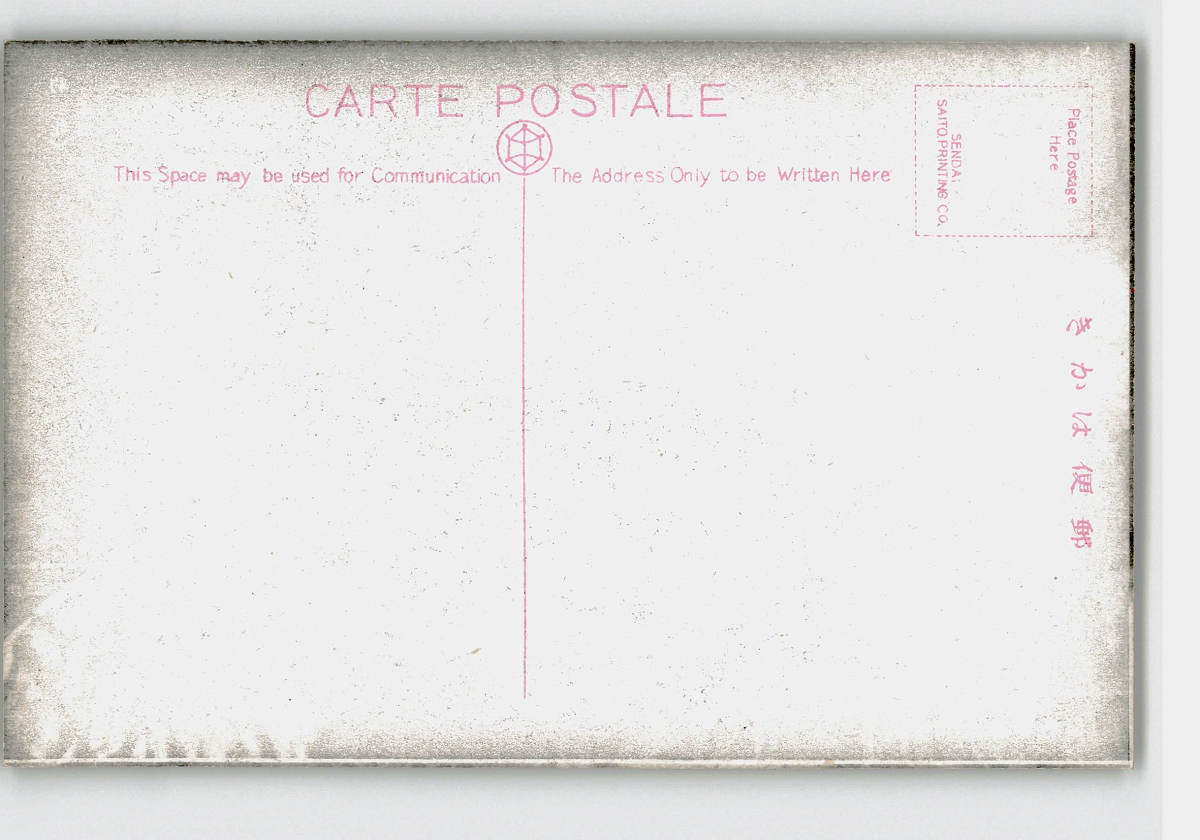 CARTE POSTALE
This Space may be used for Communication
The Address Only to be Written Here
Place Postage
Here
SENDAI
SAITO.PRINTING CO.
きかは便郵